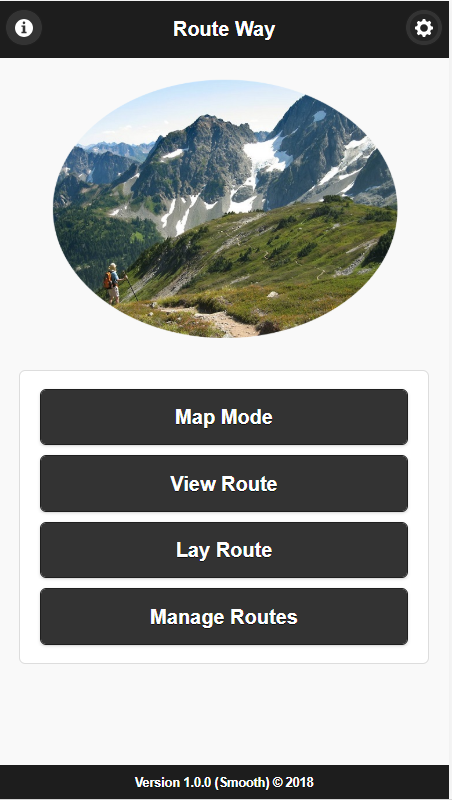 Route Way
Map Mode
View Route
Lay Route
Manage Routes
Version 1.0.0 (Smooth) © 2018